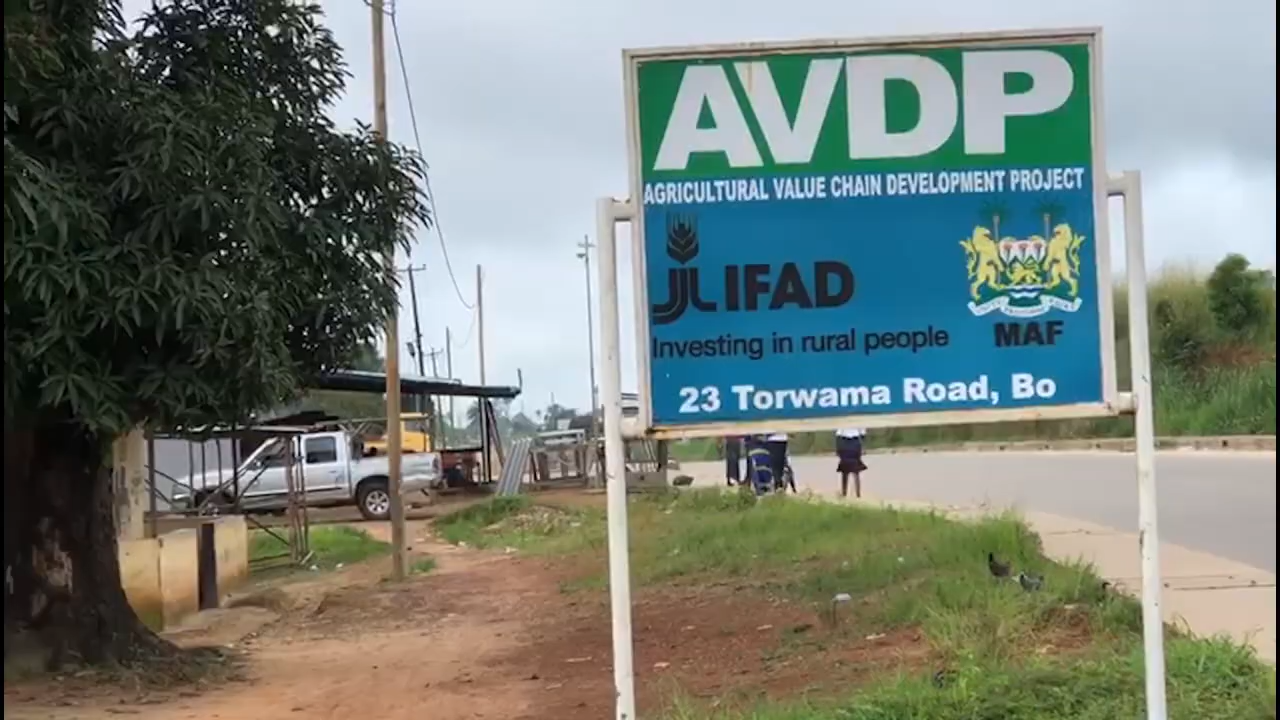 AVDP
AGRICULTURAL VALUE CHAIN DEVELOPMENT PROJECT
IFAD
Investing in rural people
MAF
23 Torwama Road, Bo